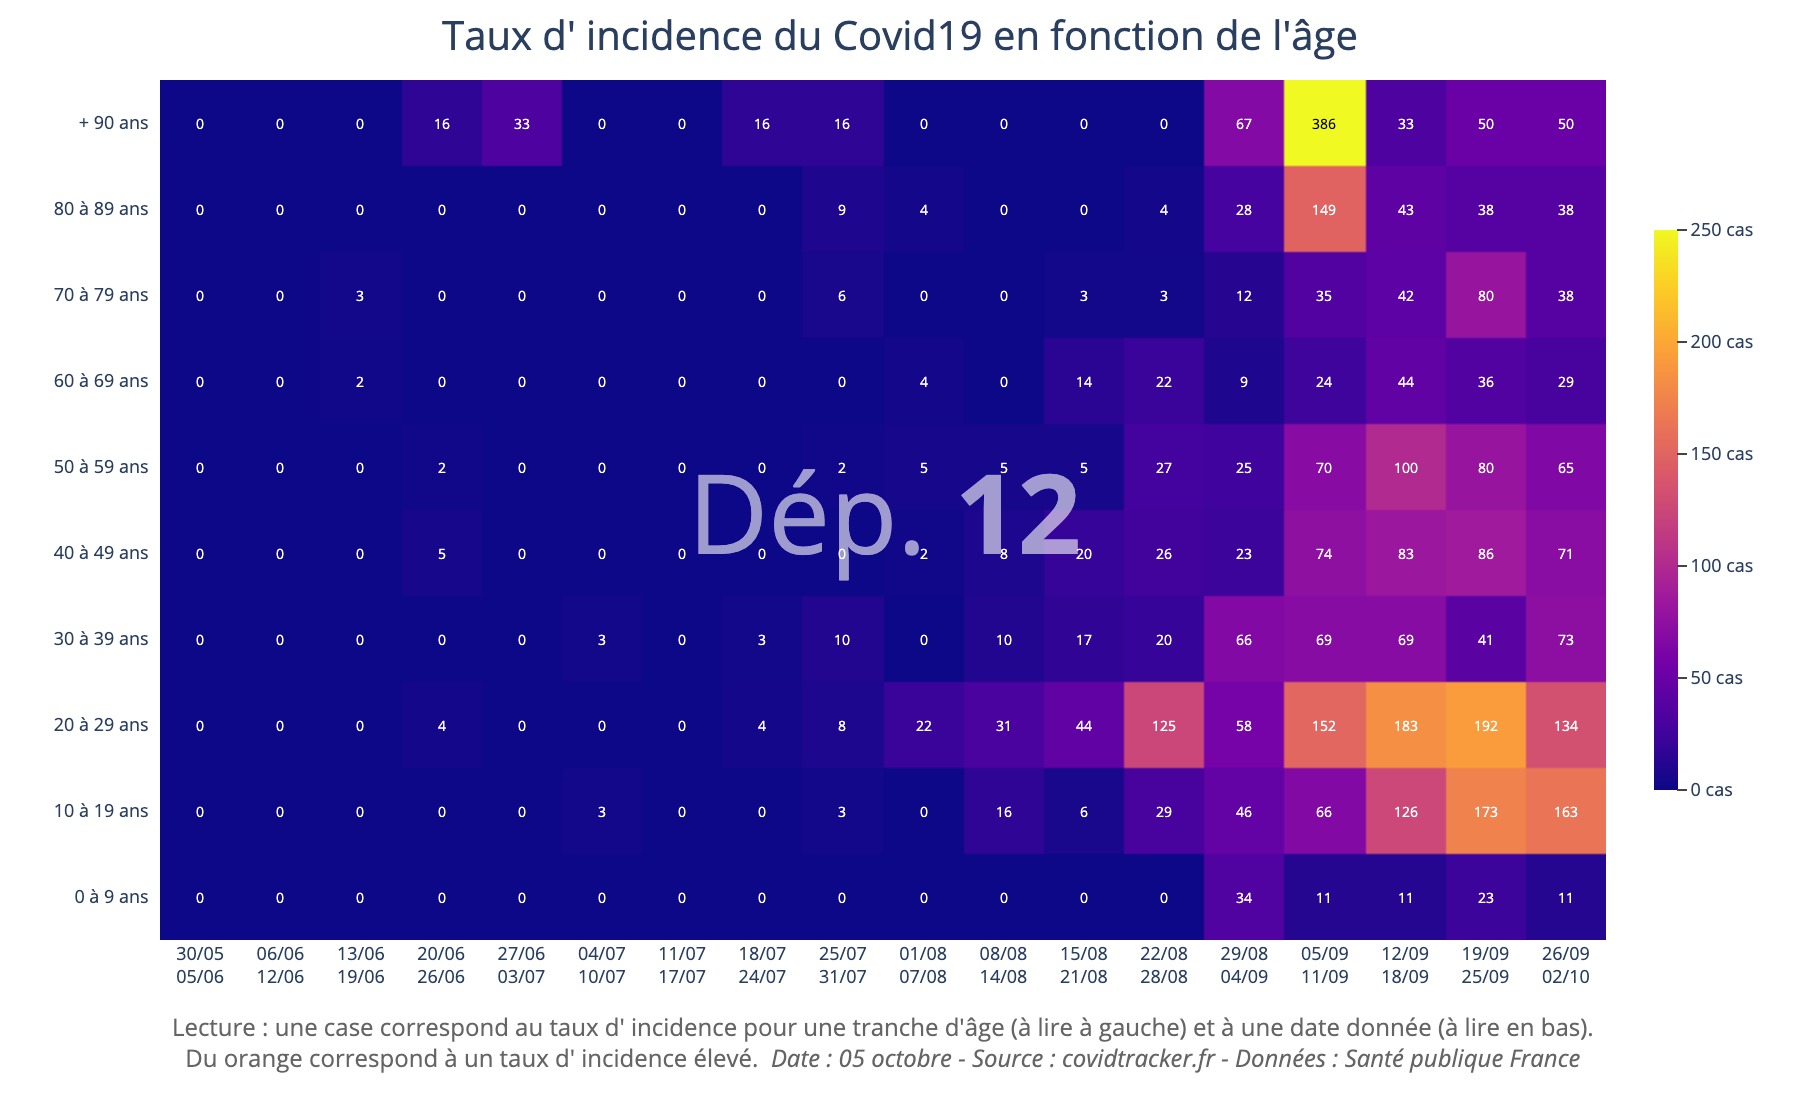 Taux d' incidence du Covid19 en fonction de l'âge
+ 90 ans 0 0 0 16 33 0 0 16 16 0 0 0 0 67 386 33 50 50
80 à 89 ans 0 0 0 0 0 0 0 0 9 4 0 0 4 28 149 43 38 38
70 à 79 ans 0 0 3 0 0 0 0 0 6 0 0 3 3 12 35 42 80 38
60 à 69 ans 0 0 2 0 0 0 0 0 0 4 0 14 22 9 24 44 36 29
50 à 59 ans 0 0 0 2 0 0 0 0 2 5 5 5 27 25 70 100 80 65
Dép. 12
40 à 49 ans 0 0 0 5 0 0 0 0 0 2 8 20 26 23 74 83 86 71
30 à 39 ans 0 0 0 0 0 3 0 3 10 0 10 17 20 66 69 69 41 73
20 à 29 ans 0 0 0 4 0 0 0 4 8 22 31 44 125 58 152 183 192 134
10 à 19 ans 0 0 0 0 0 3 0 0 3 0 16 6 29 46 66 126 173 163
0 à 9 ans 0 0 0 0 0 0 0 0 0 0 0 0 0 34 11 11 23 11
30/05 06/06 13/06 20/06 27/06 04/07 11/07 18/07 25/07 01/08 08/08 15/08 22/08 29/08 05/09 12/09 19/09 26/09
05/06 12/06 19/06 26/06 03/07 10/07 17/07 24/07 31/07 07/08 14/08 21/08 28/08 04/09 11/09 18/09 25/09 02/10
250 cas
200 cas
150 cas
100 cas
50 cas
0 cas
Lecture : une case correspond au taux d' incidence pour une tranche d'âge (à lire à gauche) et à une date donnée (à lire en bas).
Du orange correspond à un taux d' incidence élevé. Date : 05 octobre - Source : covidtracker.fr - Données : Santé publique France